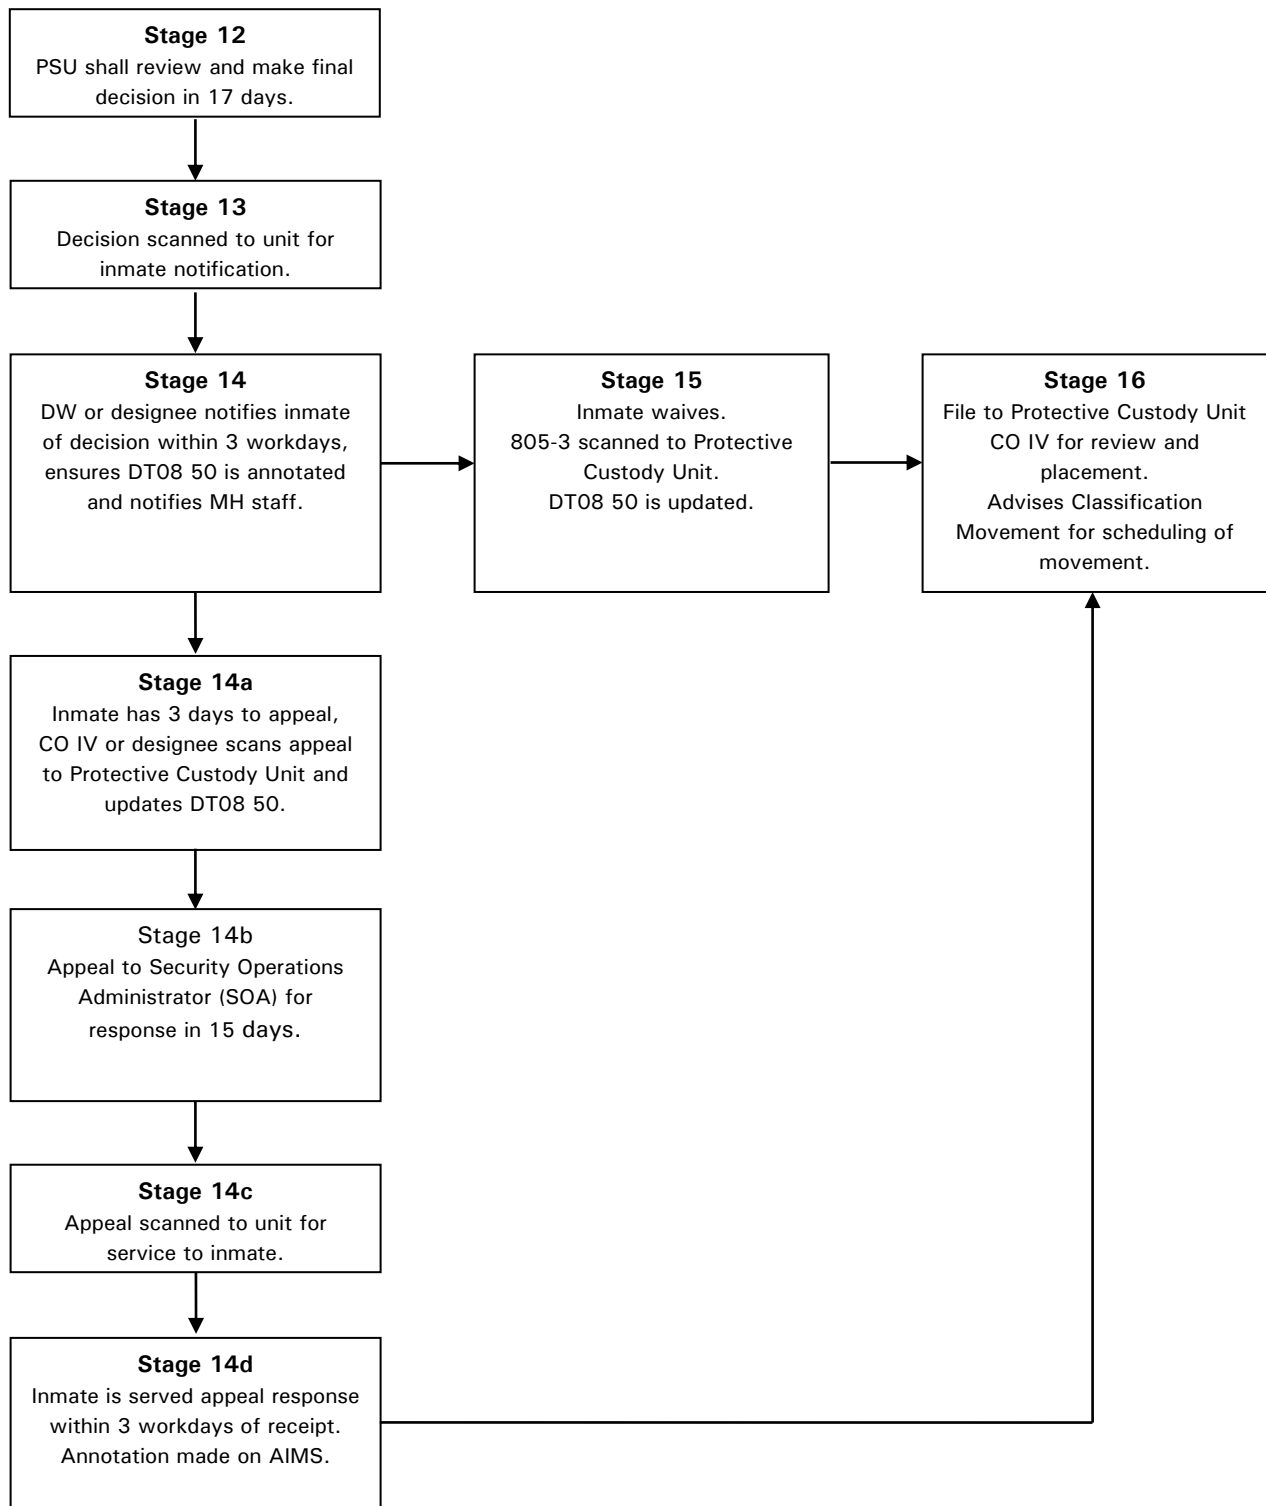 Stage 12
PSU shall review and make final
decision in 17 days.
Stage 13
Decision scanned to unit for
inmate notification.
Stage 14
DW or designee notifies inmate
of decision within 3 workdays,
ensures DT08 50 is annotated
and notifies MH staff.
Stage 15
Inmate waives.
805-3 scanned to Protective
Custody Unit.
DT08 50 is updated.
Stage 16
File to Protective Custody Unit
CO IV for review and
placement.
Advises Classification
Movement for scheduling of
movement.
Stage 14a
Inmate has 3 days to appeal,
CO IV or designee scans appeal
to Protective Custody Unit and
updates DT08 50.
Stage 14b
Appeal to Security Operations
Administrator (SOA) for
response in 15 days.
Stage 14c
Appeal scanned to unit for
service to inmate.
Stage 14d
Inmate is served appeal response
within 3 workdays of receipt.
Annotation made on AIMS.